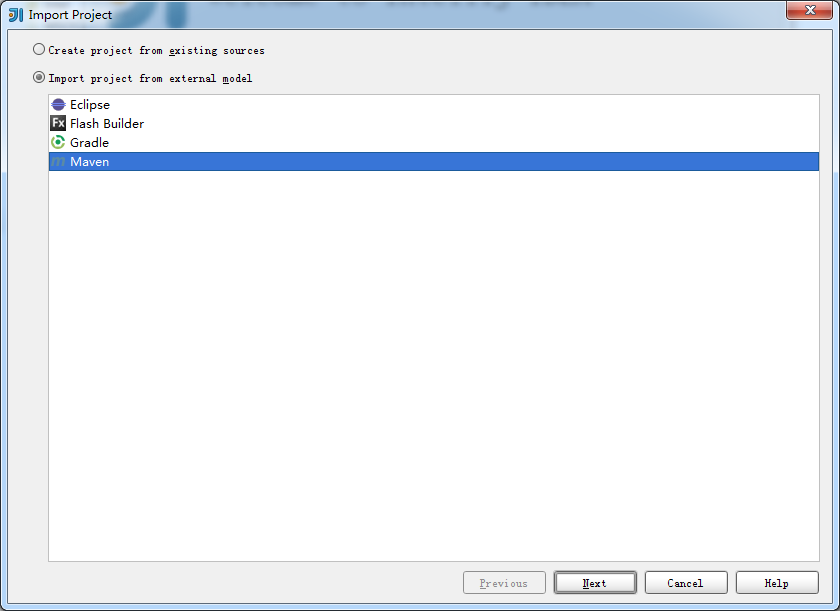 Import Project
Create project from existing sources
Import project from external model
Eclipse
Fx Flash Builder
Gradle
m Maven
Previous Next Cancel Help